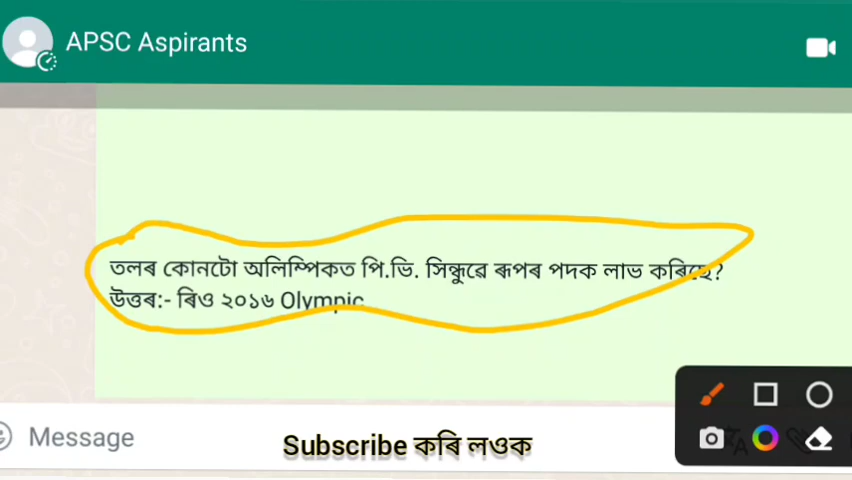 APSC Aspirants
তলৰ কোনটো অলিম্পিকত পি.ভি. সিন্ধুৱে ৰূপৰ পদক লাভ কৰিছে?
উত্তৰ:- ৰিও ২০১৬ Olympic
Message
Subscribe কৰি লওক